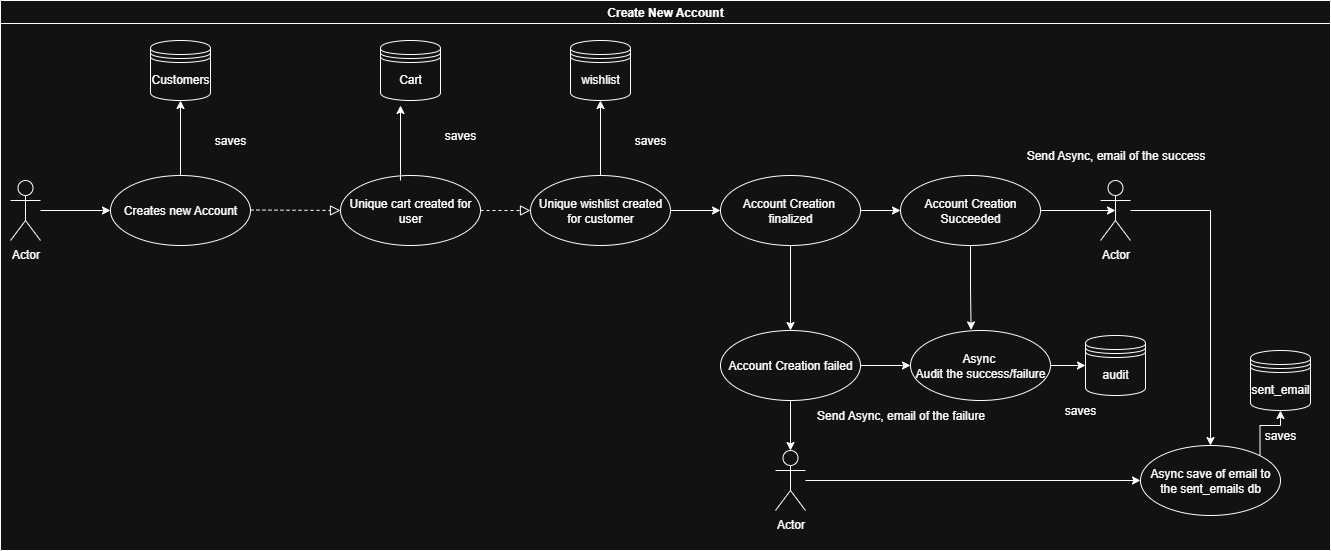 Create New Account
Customers
Cart
wishlist
saves
saves
saves
Send Async, email of the success
Actor
Creates new Account
Unique cart created for
user
Unique wishlist created
for customer
Account Creation
finalized
Account Creation
Succeeded
Actor
Account Creation failed
Async
Audit the success/failure
audit
sent_email
Send Async, email of the failure
saves
saves
Async save of email to
the sent_emails db
Actor